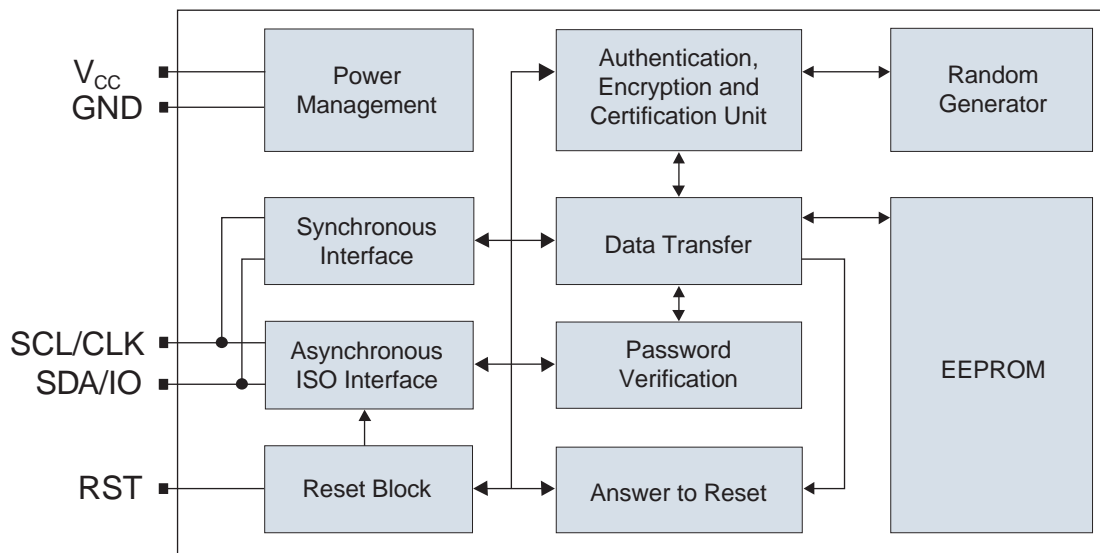 V_CC
GND
Power
Management
Authentication,
Encryption and
Certification Unit
Random
Generator
Synchronous
Interface
Data Transfer
SCL/CLK
SDA/IO
Asynchronous
ISO Interface
Password
Verification
EEPROM
RST
Reset Block
Answer to Reset